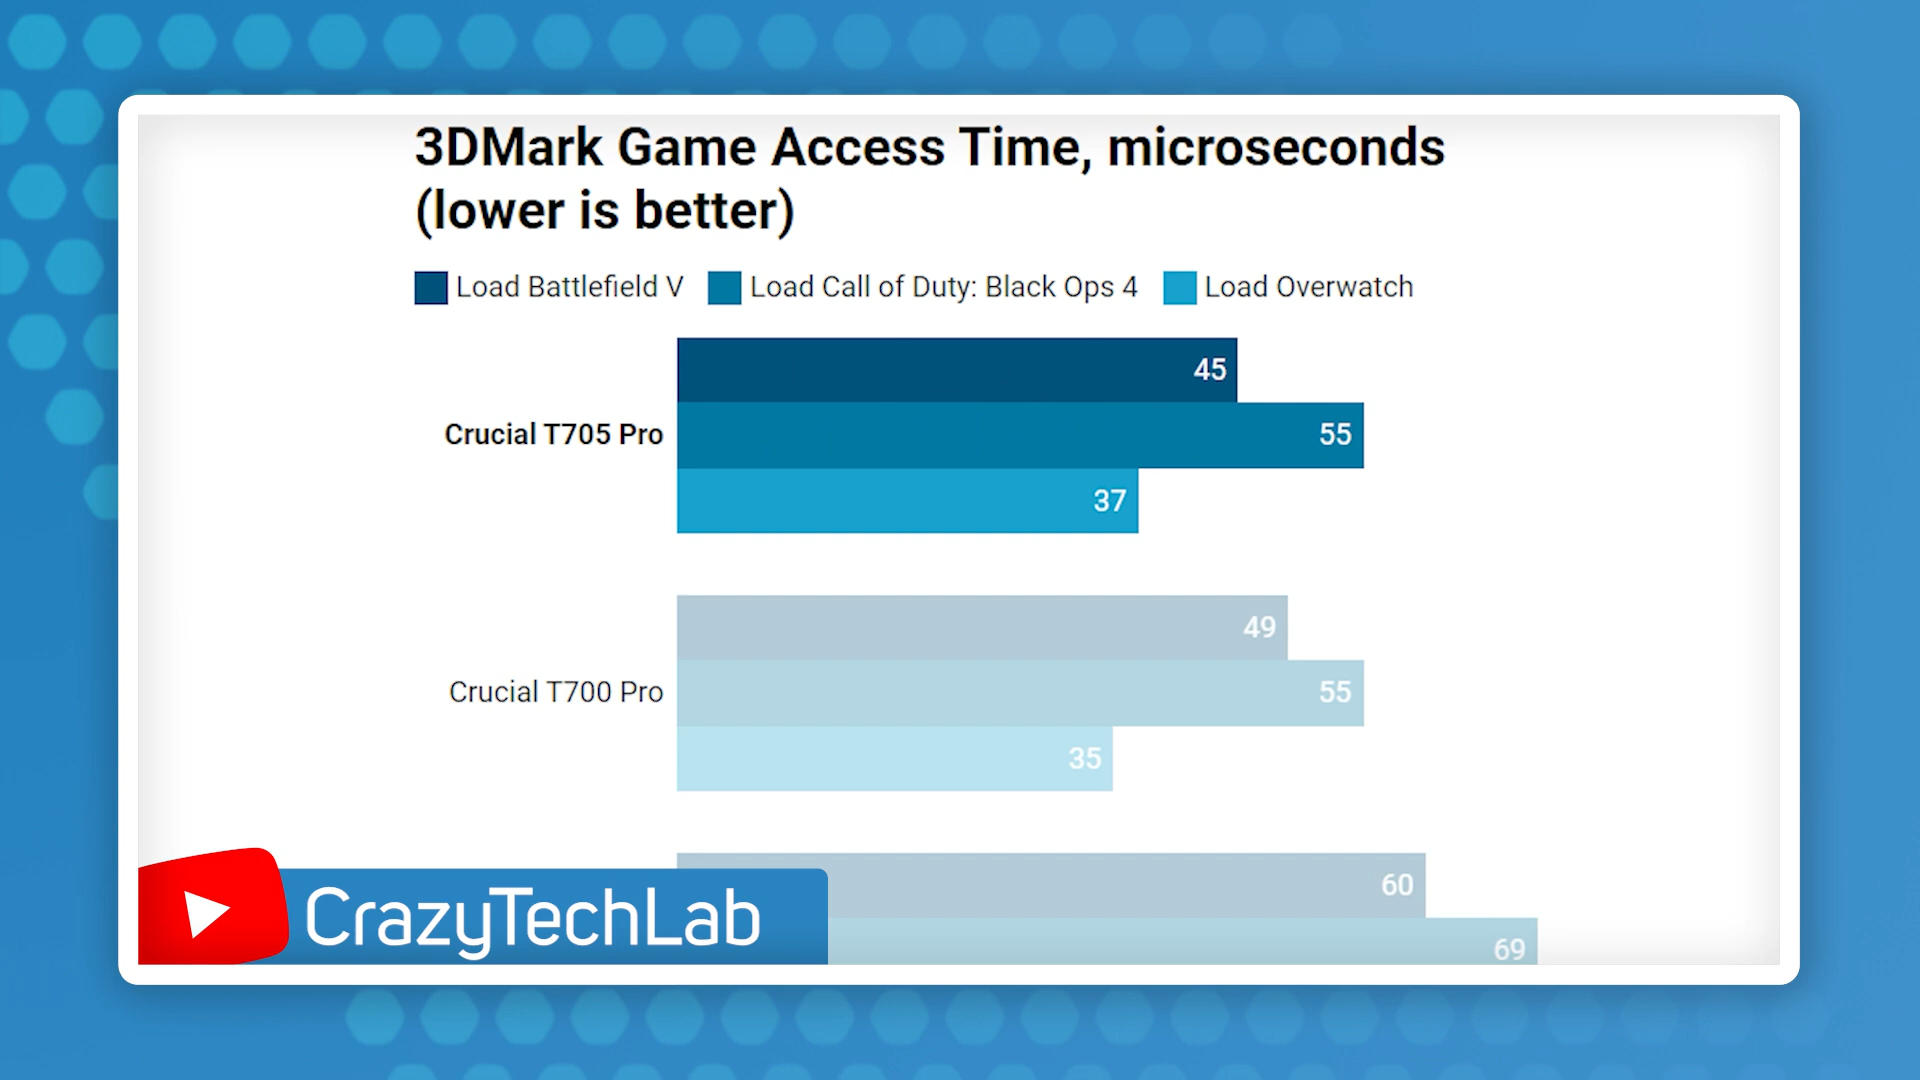 3DMark Game Access Time, microseconds
(lower is better)
Load Battlefield V Load Call of Duty: Black Ops 4 Load Overwatch
45
Crucial T705 Pro 55
37
49
Crucial T700 Pro 55
35
60
69
CrazyTechLab